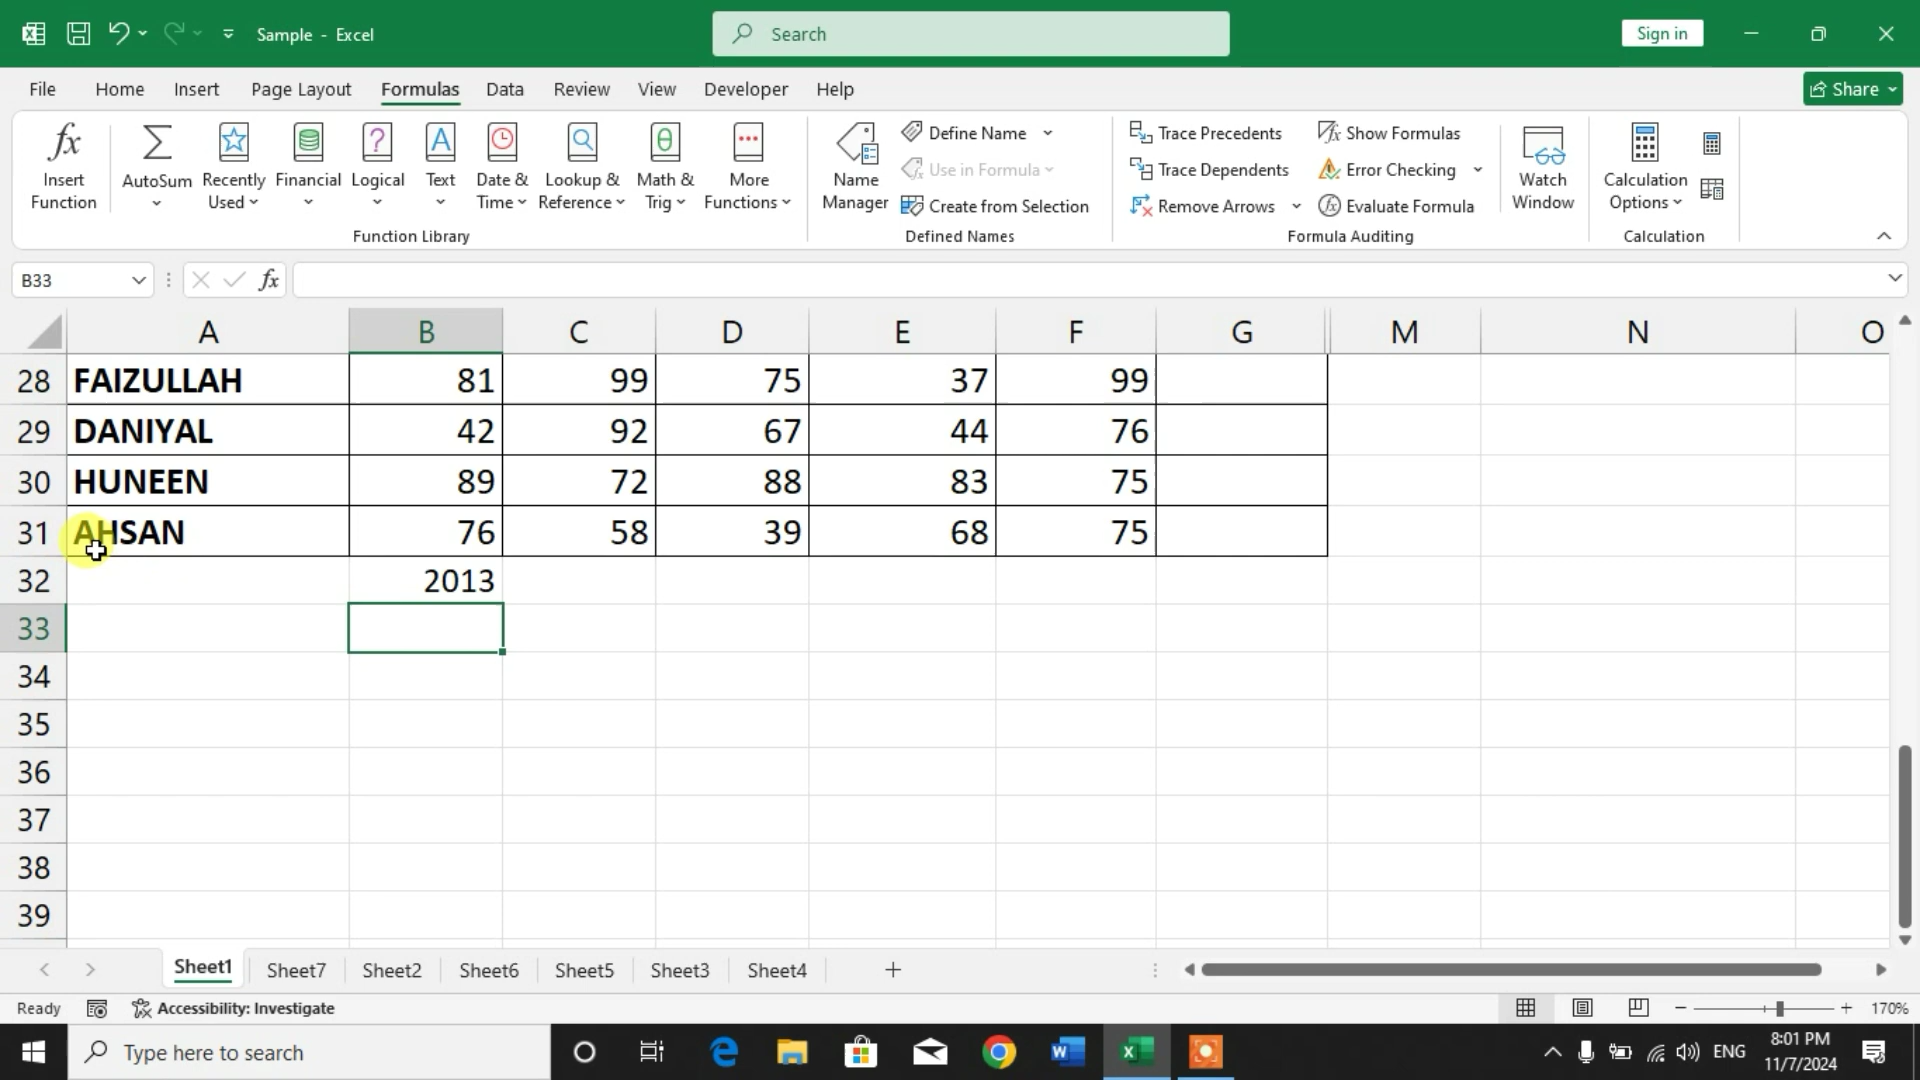 Sample - Excel
Search
Sign in
File Home Insert Page Layout Formulas Data Review View Developer Help
Share
Insert Function
AutoSum
Recently Used
Financial
Logical
Text
Date & Time
Lookup & Reference
Math & Trig
More Functions
Function Library
Name Manager
Define Name
Use in Formula
Create from Selection
Defined Names
Trace Precedents
Trace Dependents
Remove Arrows
Show Formulas
Error Checking
Evaluate Formula
Formula Auditing
Watch Window
Calculation Options
Calculation
B33
fx
A B C D E F G M N O
28 FAIZULLAH 81 99 75 37 99
29 DANIYAL 42 92 67 44 76
30 HUNEEN 89 72 88 83 75
31 AHSAN 76 58 39 68 75
32 2013
33
34
35
36
37
38
39
Sheet1 Sheet7 Sheet2 Sheet6 Sheet5 Sheet3 Sheet4
Ready
Accessibility: Investigate
170%
Type here to search
ENG
8:01 PM
11/7/2024